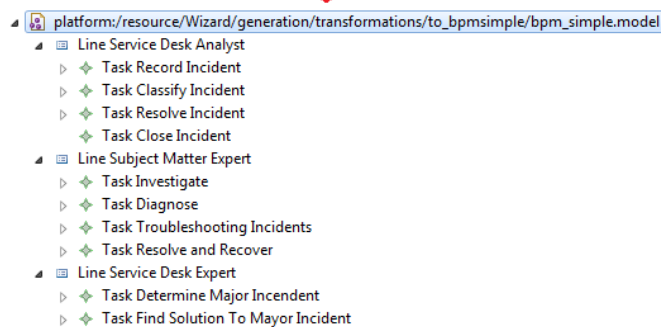 platform:/resource/Wizard/generation/transformations/to_bpmsimple/bpm_simple.model
Line Service Desk Analyst
Task Record Incident
Task Classify Incident
Task Resolve Incident
Task Close Incident
Line Subject Matter Expert
Task Investigate
Task Diagnose
Task Troubleshooting Incidents
Task Resolve and Recover
Line Service Desk Expert
Task Determine Major Incendent
Task Find Solution To Mayor Incident